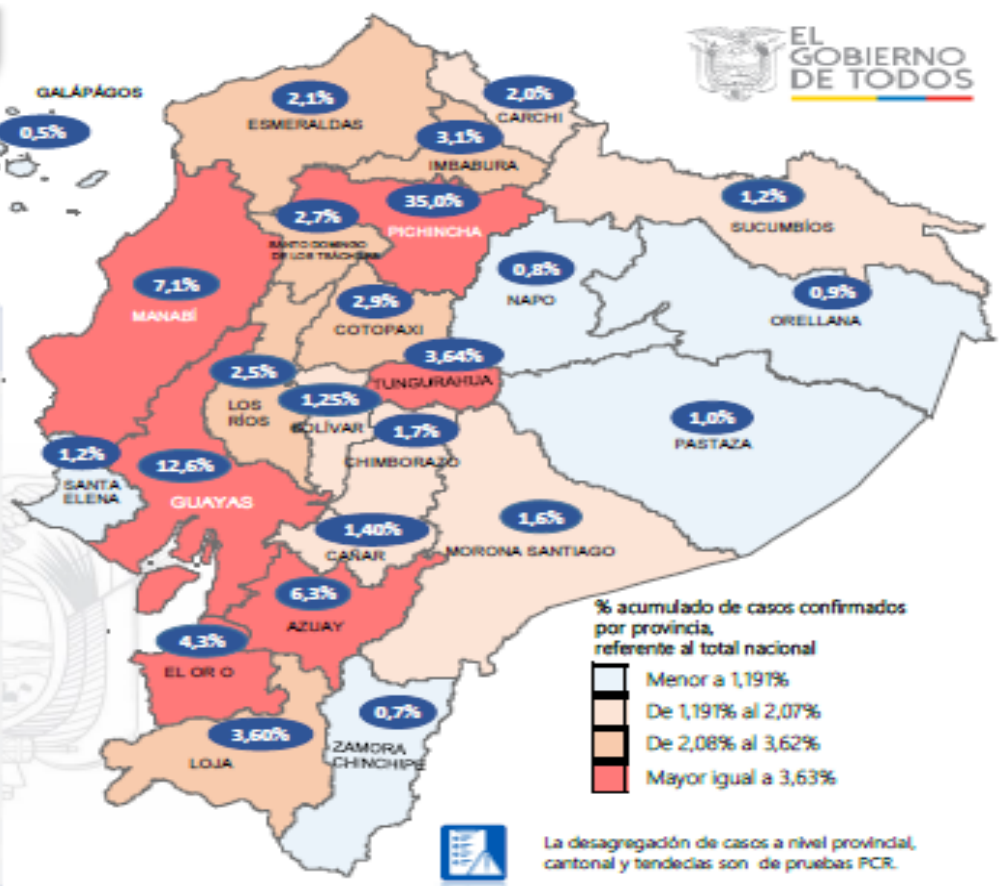 EL
GOBIERNO
DE TODOS
GALÁPÁGOS
0,5%
2,1%
ESMERALDAS
2,0%
CARCHI
3,1%
IMBABURA
35,0%
PICHINCHA
2,7%
SANTO DOMINGO
DE LOS TSÁCHILAS
1,2%
SUCUMBÍOS
7,1%
MANABÍ
0,8%
NAPO
0,9%
ORELLANA
2,9%
COTOPAXI
3,64%
TUNGURAHUA
2,5%
LOS
RÍOS
1,25%
BOLÍVAR
1,7%
CHIMBORAZO
1,0%
PASTAZA
1,2%
SANTA
ELENA
12,6%
GUAYAS
1,40%
CAÑAR
1,6%
MORONA SANTIAGO
6,3%
AZUAY
4,3%
EL OR O
3,60%
LOJA
0,7%
ZAMORA
CHINCHIPE
% acumulado de casos confirmados
por provincia,
referente al total nacional
Menor a 1,191%
De 1,191% al 2,07%
De 2,08% al 3,62%
Mayor igual a 3,63%
La desagregación de casos a nivel provincial,
cantonal y tendecias son de pruebas PCR.